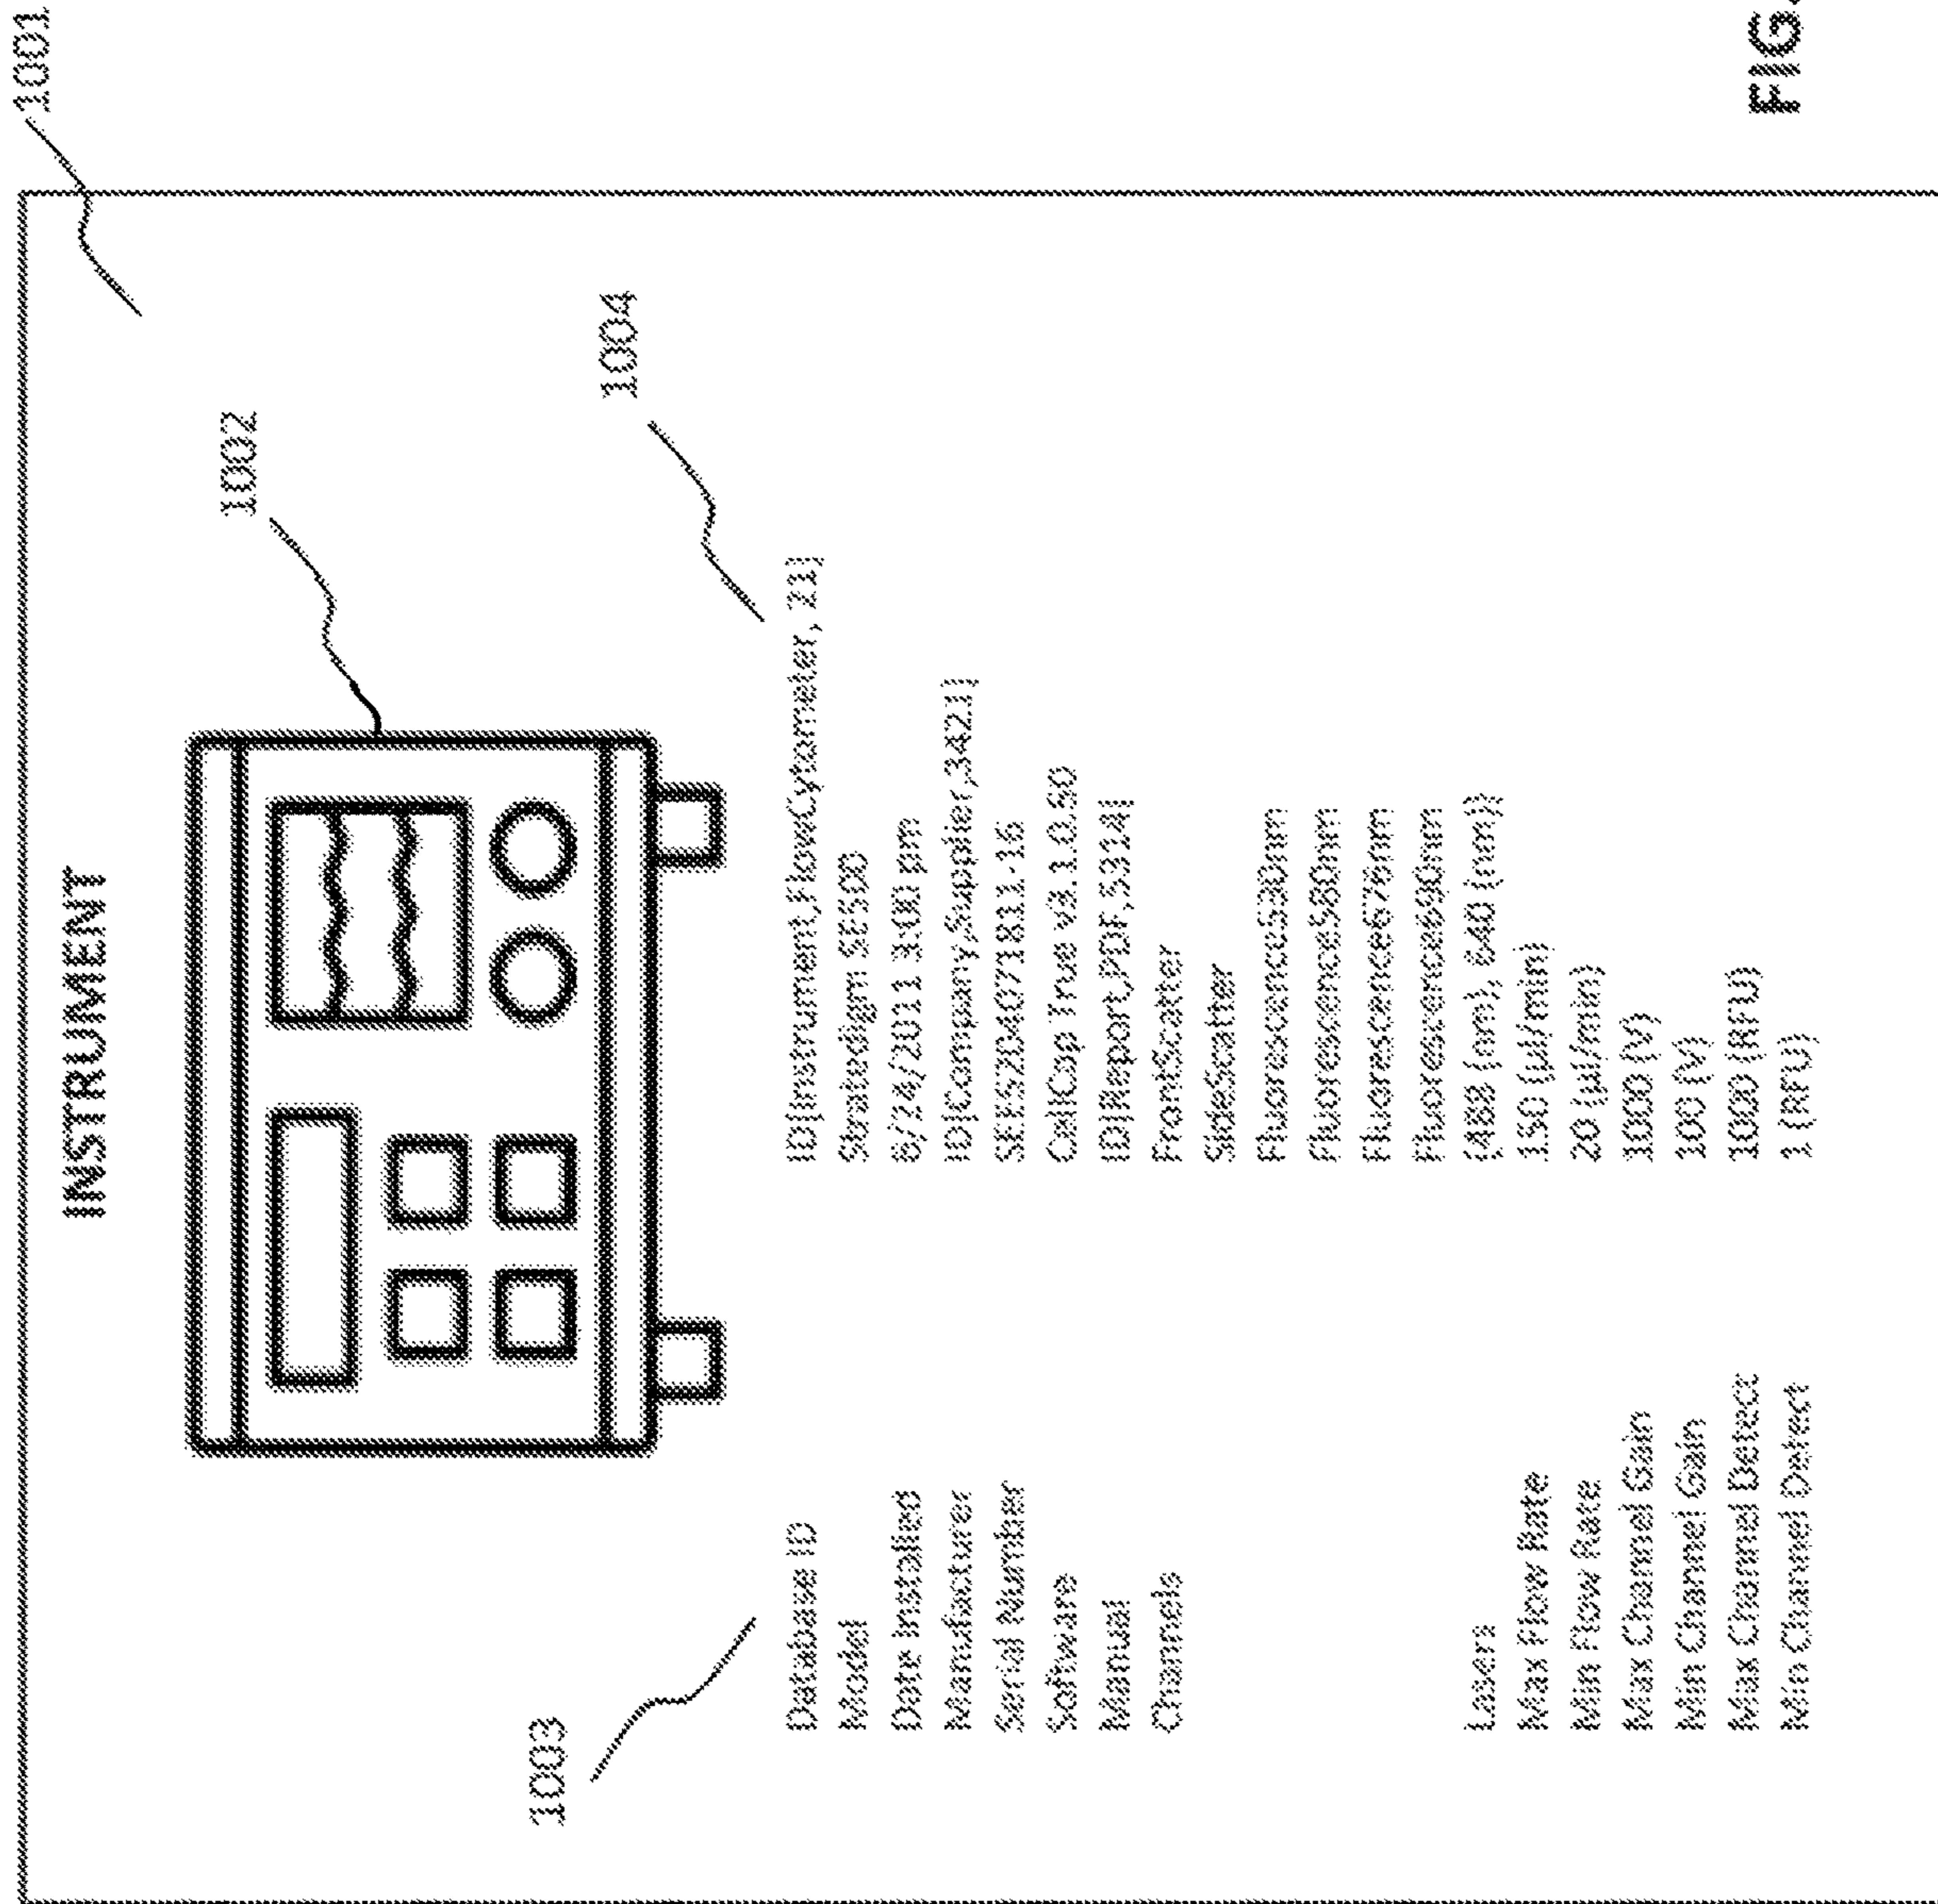 1001
INSTRUMENT
1002
1003
1004
Database ID ID[Instrument,FlowCytometer, 21]
Model Stratedigm SE500
Date Installed 6/24/2011 3:00 pm
Manufacturer ID[Company,Supplier,3421]
Serial Number
Software CellCap True v3.1.0.50
Manual ID[Report,PDF,5314]
Channels FrontScatter
SideScatter
Fluorescence530nm
Fluorescence580nm
Fluorescence676nm
Fluorescence690nm
Lasers {488 (nm), 640 (nm)}
Max Flow Rate 150 (µl/min)
Min Flow Rate 20 (µl/min)
Max Channel Gain 1000 (V)
Min Channel Gain 100 (V)
Max Channel Detect 1000 (RFU)
Min Channel Detect 1 (RFU)
FIG.